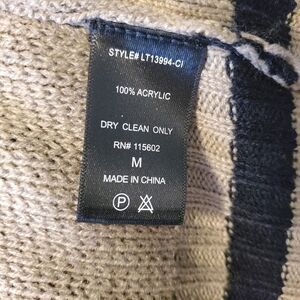 STYLE# LT13994-CI
100% ACRYLIC
DRY CLEAN ONLY
RN# 115602
M
MADE IN CHINA
P